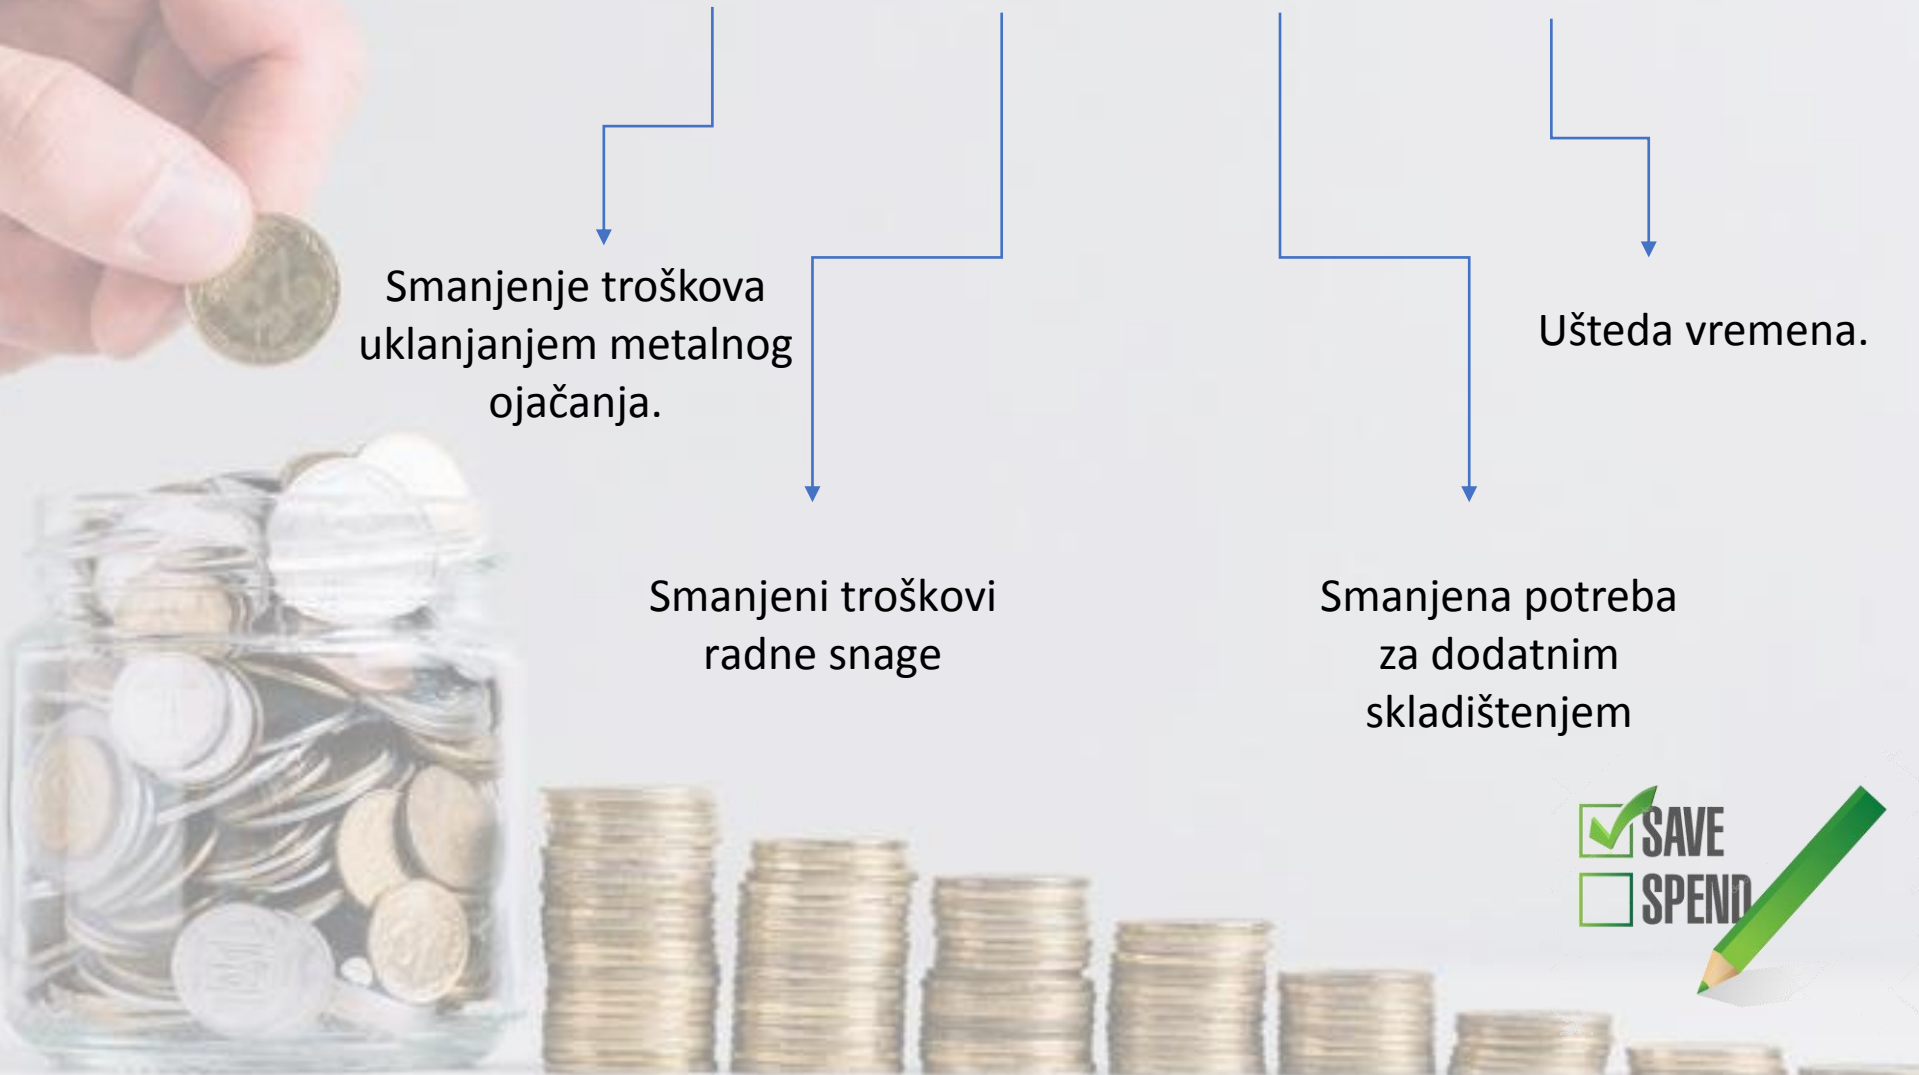 Smanjenje troškova
uklanjanjem metalnog
ojačanja.
Ušteda vremena.
Smanjeni troškovi
radne snage
Smanjena potreba
za dodatnim
skladištenjem
SAVE
SPEND